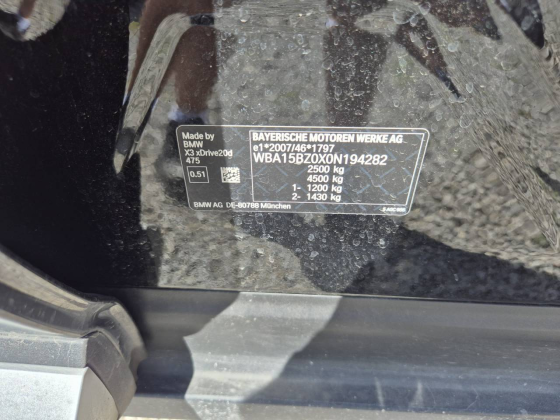 Made by
BMW
X3 xDrive20d
475
0.51
BAYERISCHE MOTOREN WERKE AG
e1*2007/46*1797
WBA15BZ0X0N194282
2500 kg
4500 kg
1- 1200 kg
2- 1430 kg
BMW AG DE-80788 München